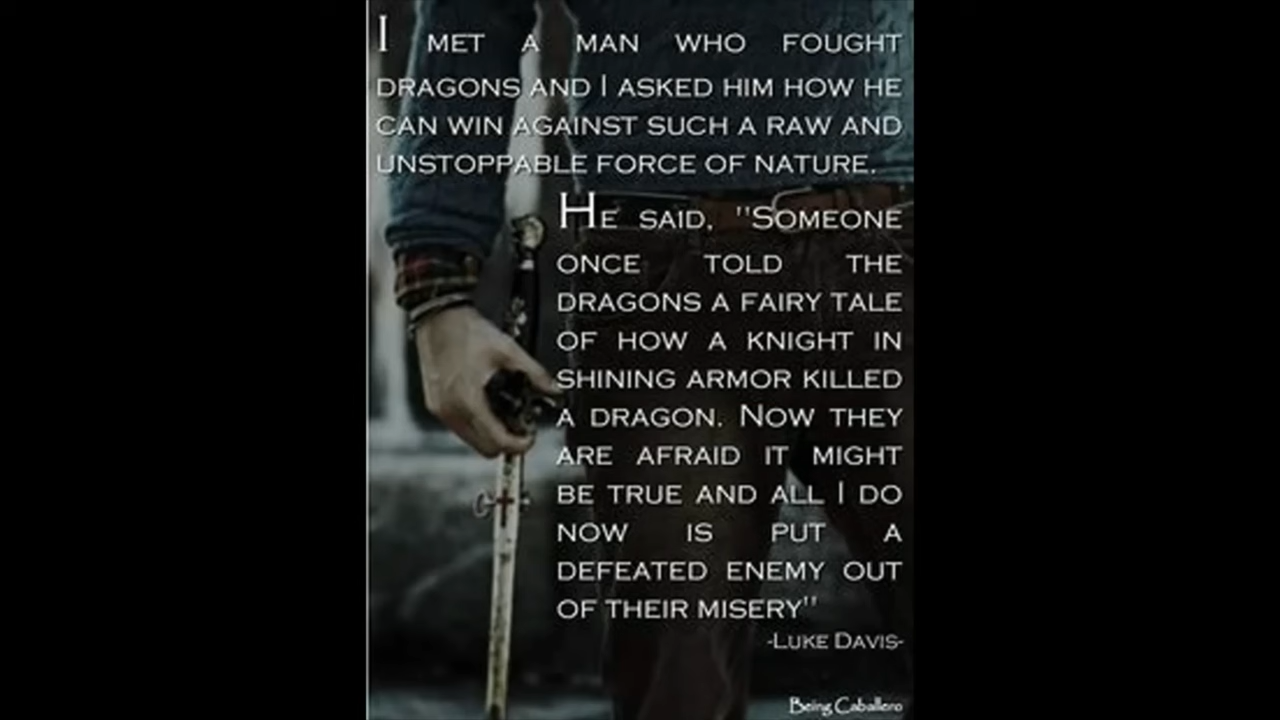 I MET A MAN WHO FOUGHT
DRAGONS AND I ASKED HIM HOW HE
CAN WIN AGAINST SUCH A RAW AND
UNSTOPPABLE FORCE OF NATURE.
HE SAID, "SOMEONE
ONCE TOLD THE
DRAGONS A FAIRY TALE
OF HOW A KNIGHT IN
SHINING ARMOR KILLED
A DRAGON. NOW THEY
ARE AFRAID IT MIGHT
BE TRUE AND ALL I DO
NOW IS PUT A
DEFEATED ENEMY OUT
OF THEIR MISERY"
-LUKE DAVIS-
Being Caballero